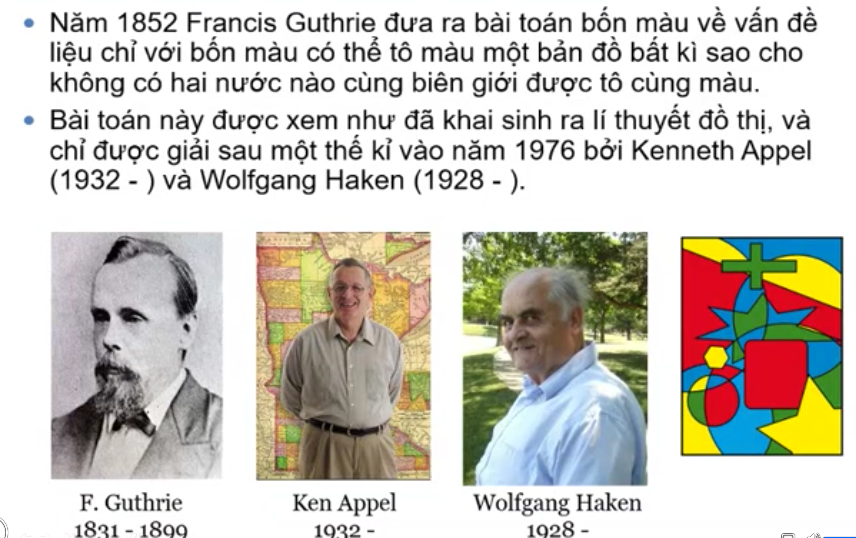 Năm 1852 Francis Guthrie đưa ra bài toán bốn màu về vấn đề
liệu chỉ với bốn màu có thể tô màu một bản đồ bất kì sao cho
không có hai nước nào cùng biên giới được tô cùng màu.
Bài toán này được xem như đã khai sinh ra lí thuyết đồ thị, và
chỉ được giải sau một thế kỉ vào năm 1976 bởi Kenneth Appel
(1932 - ) và Wolfgang Haken (1928 - ).
F. Guthrie
1831 - 1899
Ken Appel
1932 -
Wolfgang Haken
1928 -